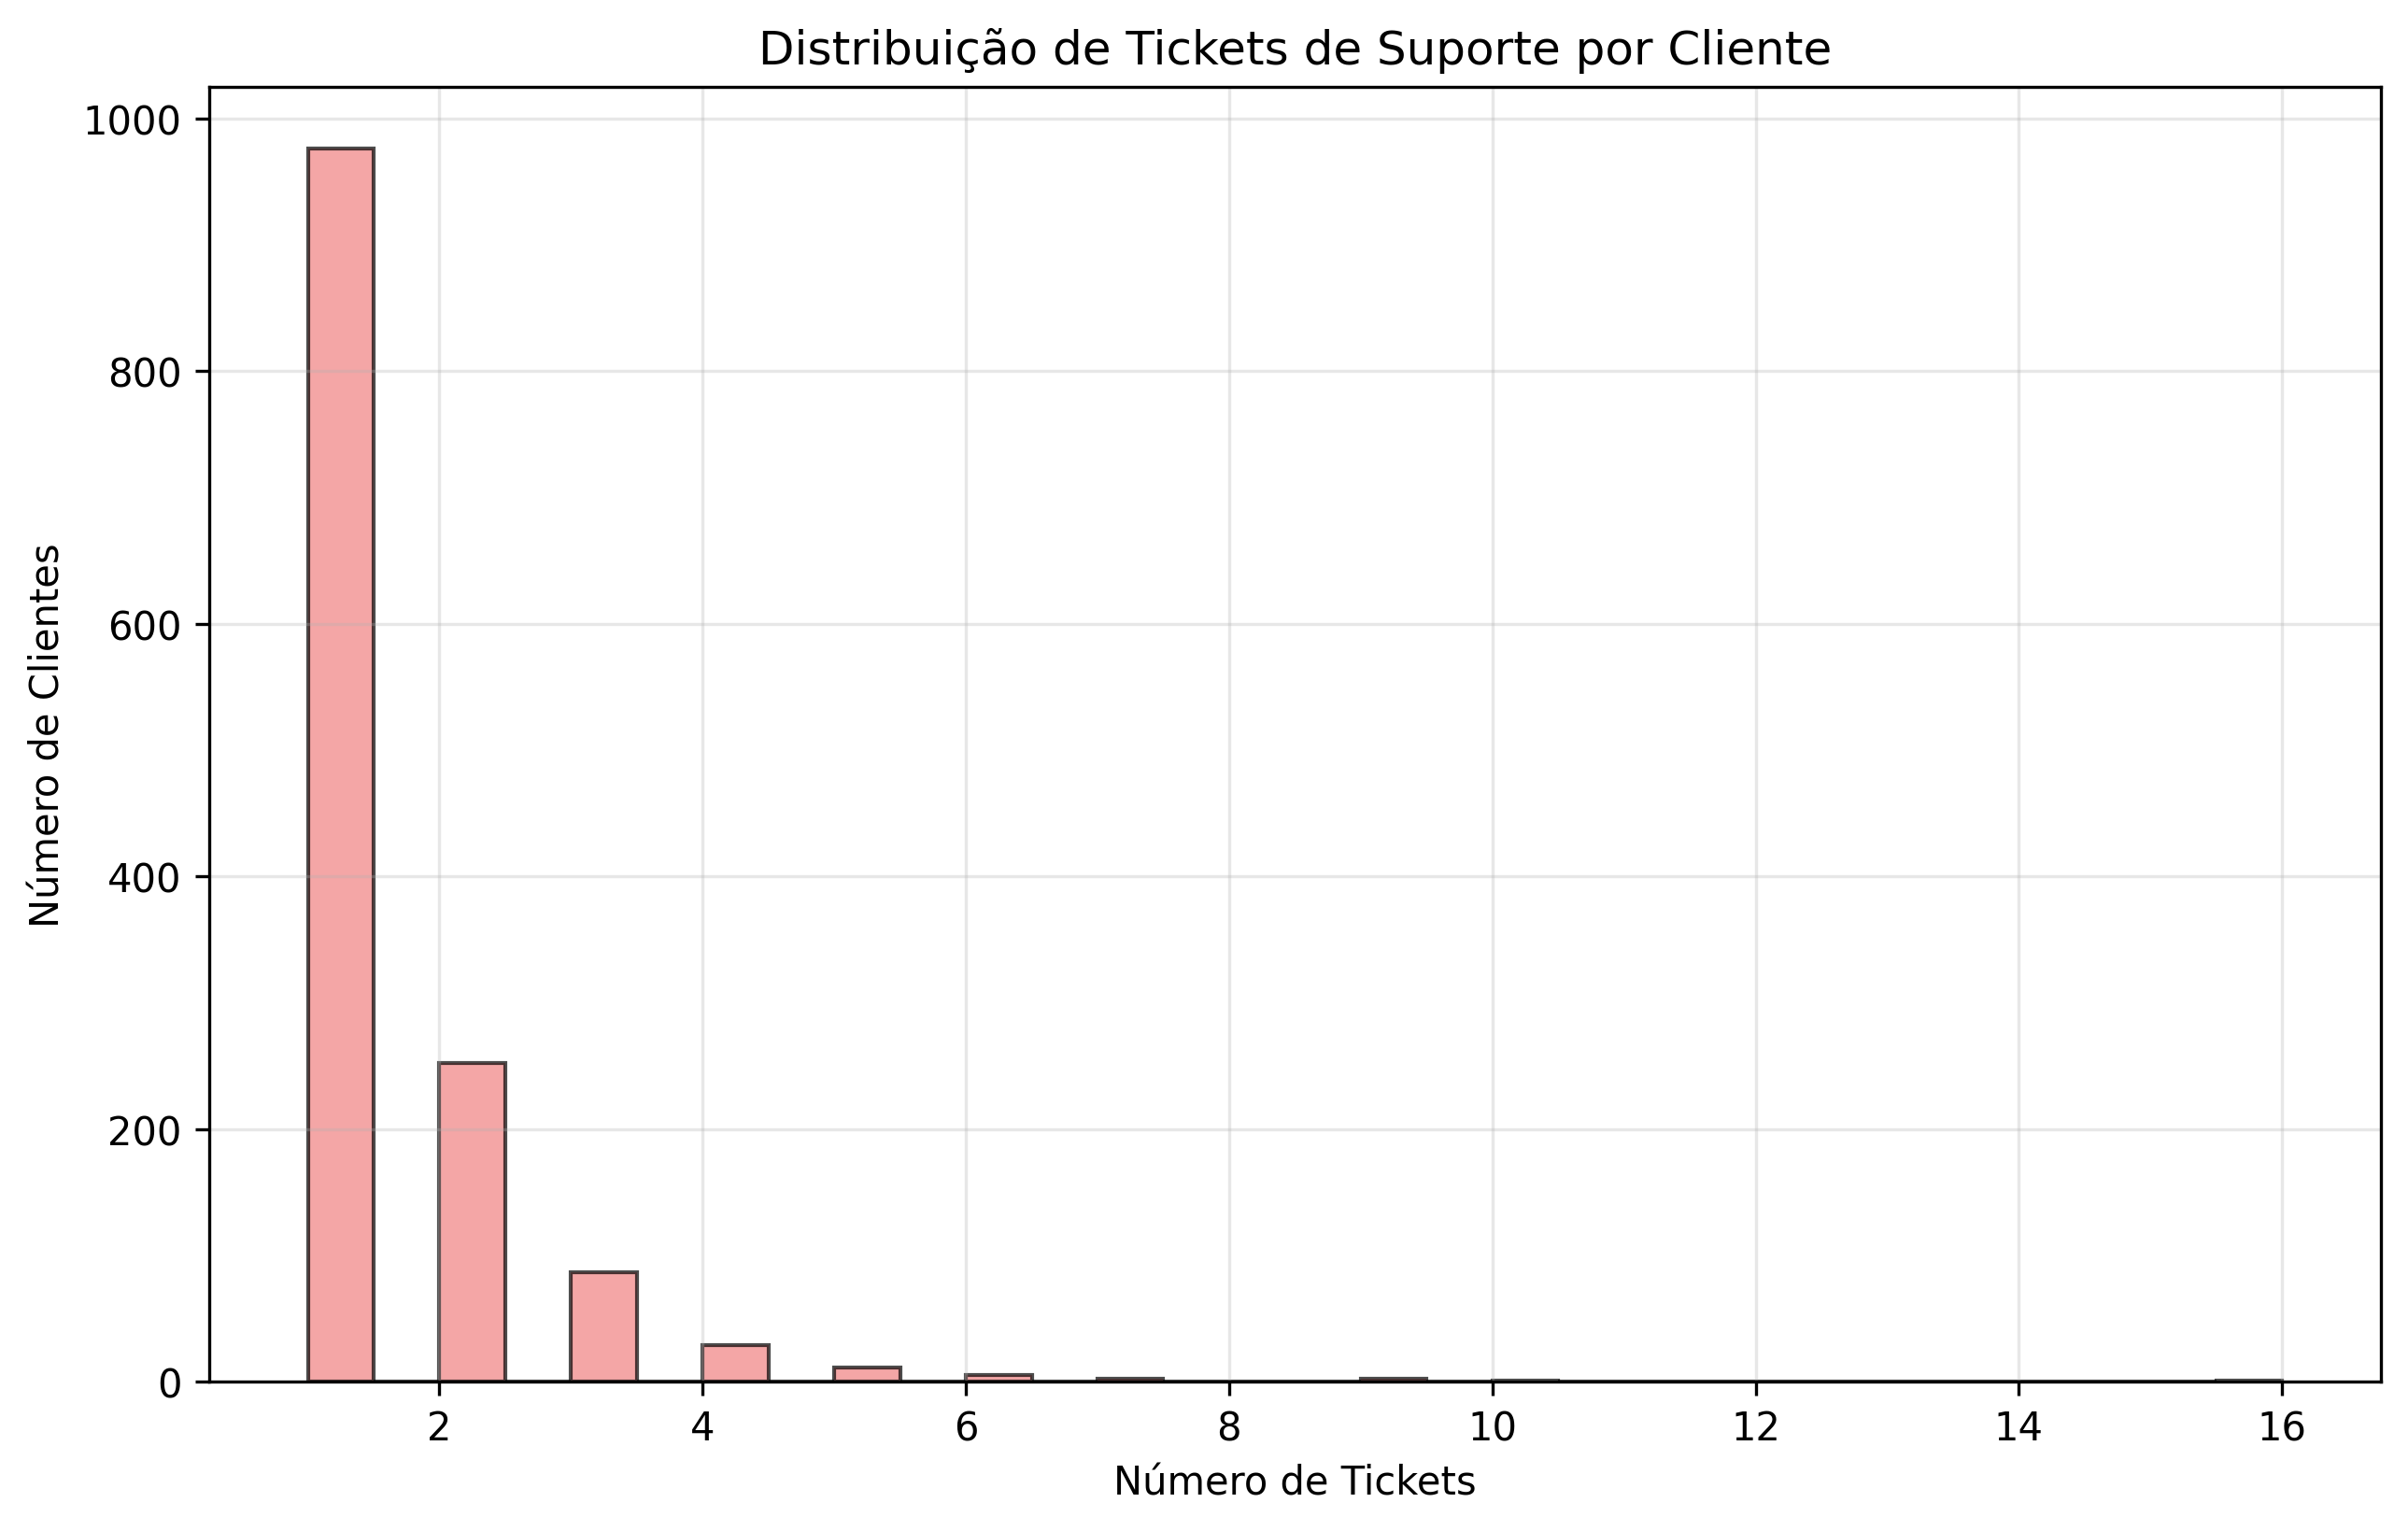 Distribuição de Tickets de Suporte por Cliente
1000
800
600
400
200
0
Número de Clientes
2 4 6 8 10 12 14 16
Número de Tickets